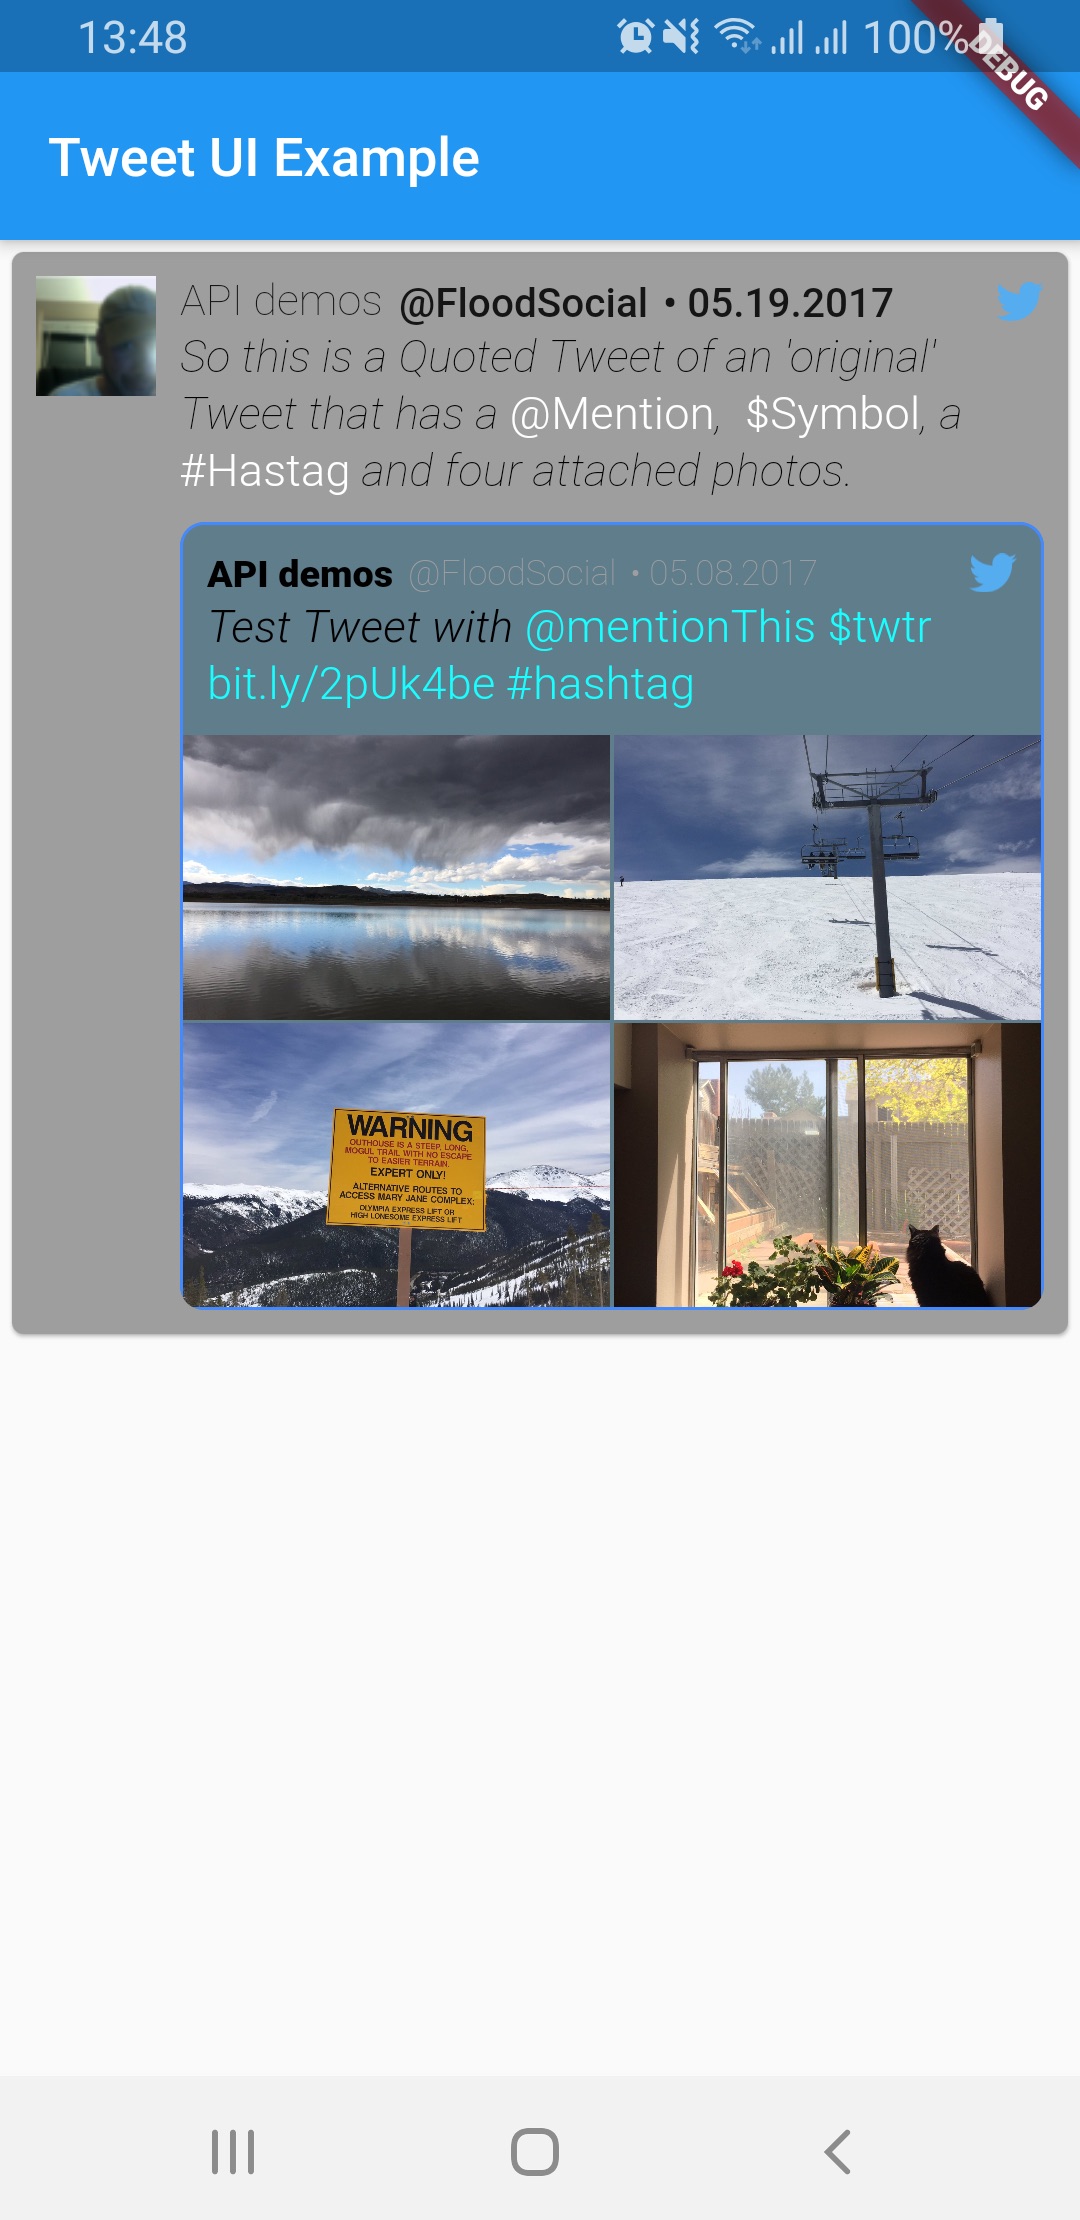 13:48
100%
DEBUG
Tweet UI Example
API demos @FloodSocial • 05.19.2017
So this is a Quoted Tweet of an 'original'
Tweet that has a @Mention,  $Symbol, a
#Hastag and four attached photos.
API demos @FloodSocial • 05.08.2017
Test Tweet with @mentionThis $twtr
bit.ly/2pUk4be #hashtag
WARNING
OUTHOUSE IS A STEEP, LONG,
MOGUL TRAIL WITH NO ESCAPE
TO EASIER TERRAIN.
EXPERT ONLY!
ALTERNATIVE ROUTES TO
ACCESS MARY JANE COMPLEX:
OLYMPIA EXPRESS LIFT OR
HIGH LONESOME EXPRESS LIFT